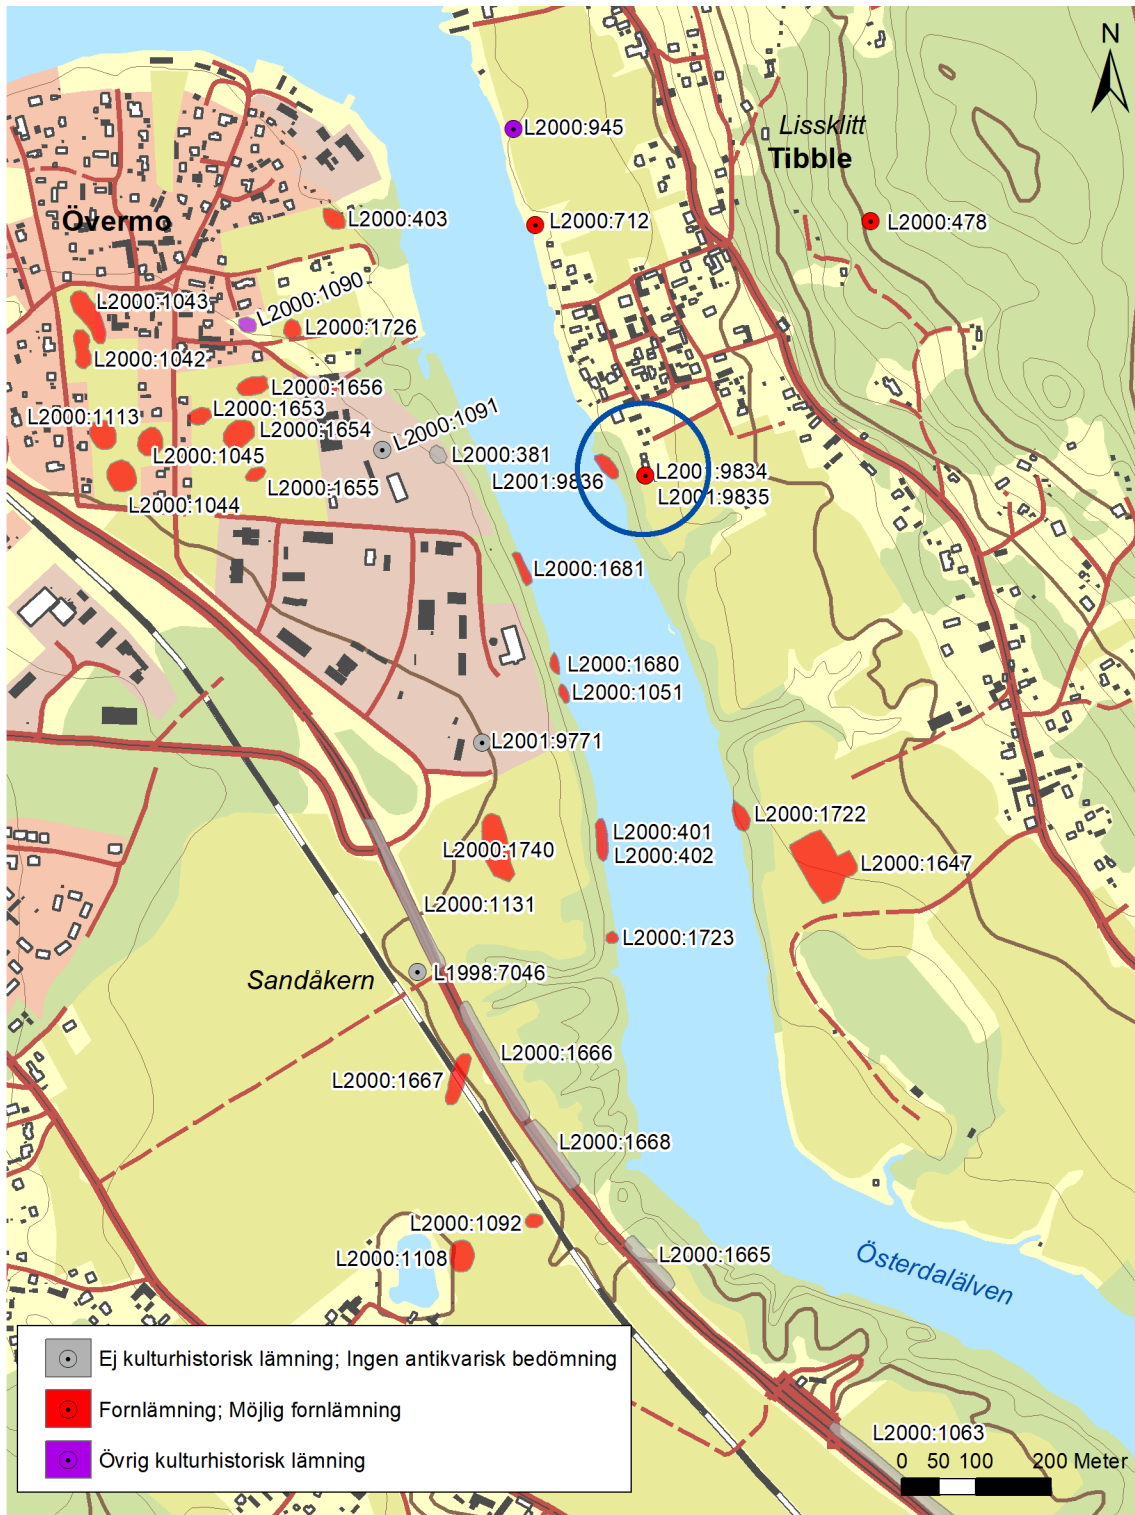 N
L2000:945
Lissklitt
Tibble
Övermo
L2000:403
L2000:712
L2000:478
L2000:1043
L2000:1090
L2000:1726
L2000:1042
L2000:1656
L2000:1653
L2000:1113
L2000:1654
L2000:1091
L2000:1045
L2000:381
L2001:9834
L2001:9836
L2000:1655
L2001:9835
L2000:1044
L2000:1681
L2000:1680
L2000:1051
L2001:9771
L2000:1722
L2000:401
L2000:1740
L2000:402
L2000:1647
L2000:1131
L2000:1723
L1998:7046
Sandåkern
L2000:1666
L2000:1667
L2000:1668
L2000:1092
L2000:1108
L2000:1665
Österdalälven
Ej kulturhistorisk lämning; Ingen antikvarisk bedömning
Fornlämning; Möjlig fornlämning
Övrig kulturhistorisk lämning
L2000:1063
0 50 100 200 Meter